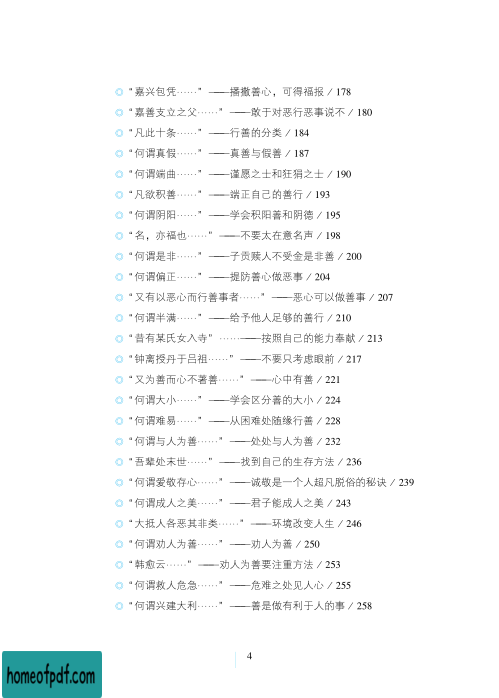 ◎ “嘉兴包凭……” ——播撒善心，可得福报 / 178
◎ “嘉善支立之父……” ——敢于对恶行恶事说不 / 180
◎ “凡此十条……” ——行善的分类 / 184
◎ “何谓真假……” ——真善与假善 / 187
◎ “何谓端曲……” ——谨愿之士和狂狷之士 / 190
◎ “凡欲积善……” ——端正自己的善行 / 193
◎ “何谓阴阳……” ——学会积阳善和阴德 / 195
◎ “名，亦福也……” ——不要太在意名声 / 198
◎ “何谓是非……” ——子贡赎人不受金是非善 / 200
◎ “何谓偏正……” ——提防善心做恶事 / 204
◎ “又有以恶心而行善事者……” ——恶心可以做善事 / 207
◎ “何谓半满……” ——给予他人足够的善行 / 210
◎ “昔有某氏女入寺” ……——按照自己的能力奉献 / 213
◎ “钟离授丹于吕祖……” ——不要只考虑眼前 / 217
◎ “又为善而心不著善……” ——心中有善 / 221
◎ “何谓大小……” ——学会区分善的大小 / 224
◎ “何谓难易……” ——从困难处随缘行善 / 228
◎ “何谓与人为善……” ——处处与人为善 / 232
◎ “吾辈处末世……” ——找到自己的生存方法 / 236
◎ “何谓爱敬存心……” ——诚敬是一个人超凡脱俗的秘诀 / 239
◎ “何谓成人之美……” ——君子能成人之美 / 243
◎ “大抵人各恶其非类……” ——环境改变人生 / 246
◎ “何谓劝人为善……” ——劝人为善 / 250
◎ “韩愈云……” ——劝人为善要注重方法 / 253
◎ “何谓救人危急……” ——危难之处见人心 / 255
◎ “何谓兴建大利……” ——善是做有利于人的事 / 258
4
homeofpdf.com